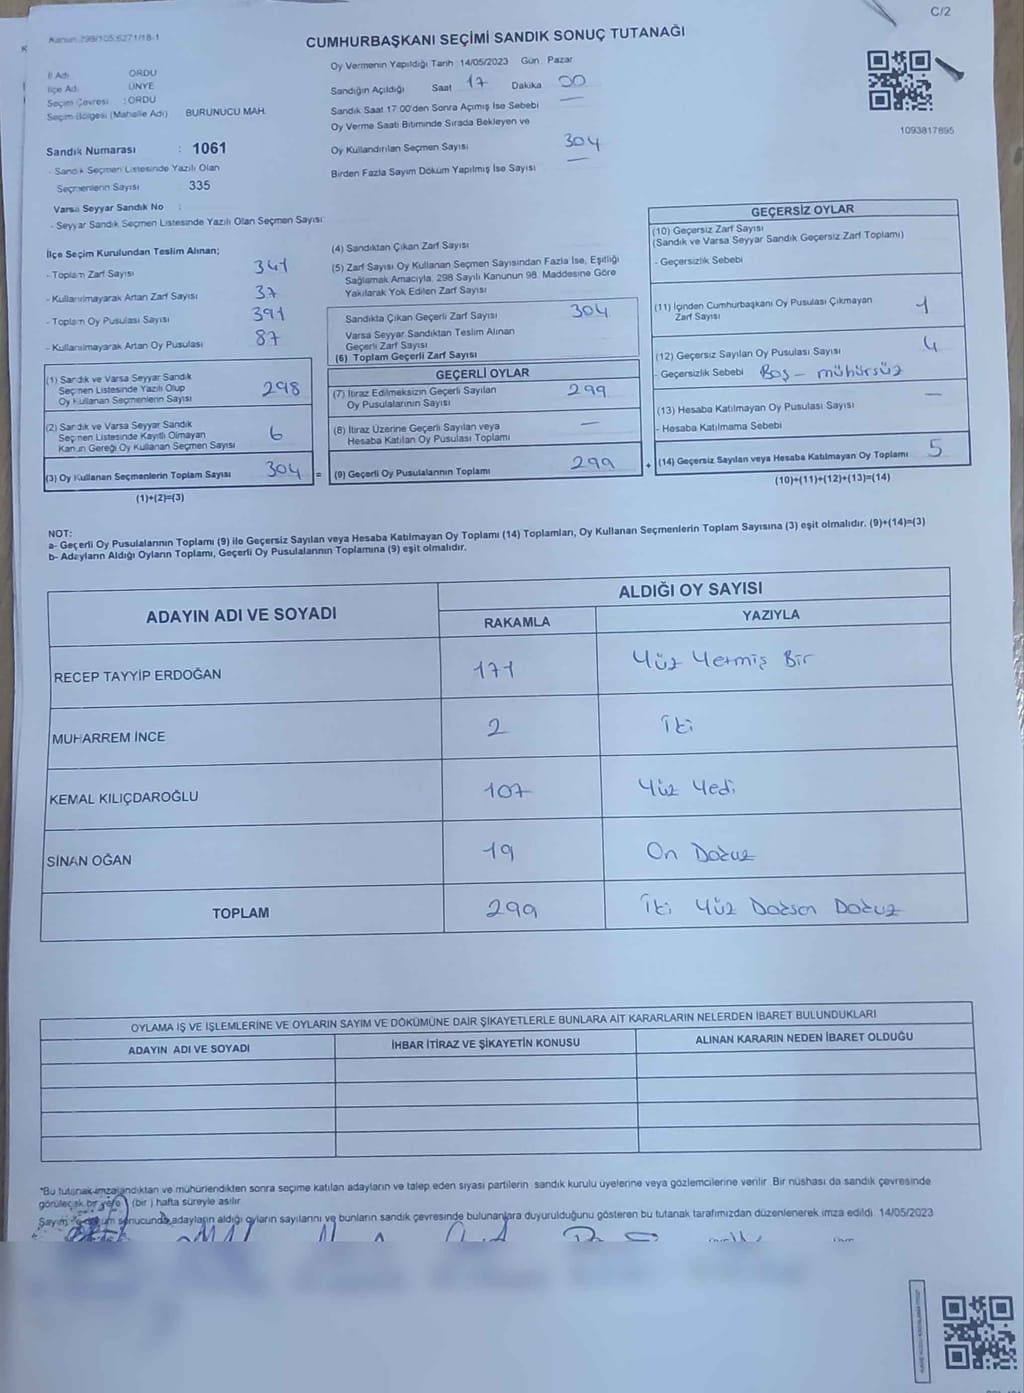 C/2
Kanun:298/105;6271/18-1
CUMHURBAŞKANI SEÇİMİ SANDIK SONUÇ TUTANAĞI
İl Adı ORDU
İlçe Adı ÜNYE
Seçim Çevresi : ORDU
Seçim Bölgesi (Mahalle Adı) BURUNUCU MAH.
Sandık Numarası : 1061
- Sandık Seçmen Listesinde Yazılı Olan
Seçmenlerin Sayısı 335
Varsa Seyyar Sandık No :
- Seyyar Sandık Seçmen Listesinde Yazılı Olan Seçmen Sayısı
Oy Vermenin Yapıldığı Tarih :14/05/2023 Gün Pazar
Sandığın Açıldığı Saat 17 Dakika 00
Sandık Saat 17:00'den Sonra Açımış İse Sebebi —
Oy Verme Saati Bitiminde Sırada Bekleyen ve
Oy Kullandırılan Seçmen Sayısı 304
Birden Fazla Sayım Döküm Yapılmış İse Sayısı —
1093817895
İlçe Seçim Kurulundan Teslim Alınan;
- Toplam Zarf Sayısı 341
- Kullanılmayarak Artan Zarf Sayısı 37
- Toplam Oy Pusulası Sayısı 391
- Kullanılmayarak Artan Oy Pusulası 87
(1) Sandık ve Varsa Seyyar Sandık
Seçmen Listesinde Yazılı Olup
Oy Kullanan Seçmenlerin Sayısı 298
(2) Sandık ve Varsa Seyyar Sandık
Seçmen Listesinde Kayıtlı Olmayan
Kanun Gereği Oy Kullanan Seçmen Sayısı 6
(3) Oy Kullanan Seçmenlerin Toplam Sayısı 304 =
(1)+(2)=(3)
(4) Sandıktan Çıkan Zarf Sayısı
(5) Zarf Sayısı Oy Kullanan Seçmen Sayısından Fazla İse, Eşitliği
Sağlamak Amacıyla, 298 Sayılı Kanunun 98. Maddesine Göre
Yakılarak Yok Edilen Zarf Sayısı
Sandıkta Çıkan Geçerli Zarf Sayısı 304
Varsa Seyyar Sandıktan Teslim Alınan
Geçerli Zarf Sayısı
(6) Toplam Geçerli Zarf Sayısı
GEÇERLİ OYLAR
(7) İtiraz Edilmeksizin Geçerli Sayılan
Oy Pusulalarının Sayısı 299
(8) İtiraz Üzerine Geçerli Sayılan veya
Hesaba Katılan Oy Pusulası Toplamı —
(9) Geçerli Oy Pusulalarının Toplamı 299 +
GEÇERSİZ OYLAR
(10) Geçersiz Zarf Sayısı
(Sandık ve Varsa Seyyar Sandık Geçersiz Zarf Toplamı)
- Geçersizlik Sebebi
(11) İçinden Cumhurbaşkanı Oy Pusulası Çıkmayan
Zarf Sayısı 1
(12) Geçersiz Sayılan Oy Pusulası Sayısı 4
- Geçersizlik Sebebi Boş - mühürsüz
(13) Hesaba Katılmayan Oy Pusulası Sayısı —
- Hesaba Katılmama Sebebi
(14) Geçersiz Sayılan veya Hesaba Katılmayan Oy Toplamı 5
(10)+(11)+(12)+(13)=(14)
NOT:
a- Geçerli Oy Pusulalarının Toplamı (9) ile Geçersiz Sayılan veya Hesaba Katılmayan Oy Toplamı (14) Toplamları, Oy Kullanan Seçmenlerin Toplam Sayısına (3) eşit olmalıdır. (9)+(14)=(3)
b- Adayların Aldığı Oyların Toplamı, Geçerli Oy Pusulalarının Toplamına (9) eşit olmalıdır.
ADAYIN ADI VE SOYADI ALDIĞI OY SAYISI
RAKAMLA YAZIYLA
RECEP TAYYİP ERDOĞAN 171 Yüz Yetmiş Bir
MUHARREM İNCE 2 İki
KEMAL KILIÇDAROĞLU 107 Yüz Yedi
SİNAN OĞAN 19 On Dokuz
TOPLAM 299 İki Yüz Doksan Dokuz
OYLAMA İŞ VE İŞLEMLERİNE VE OYLARIN SAYIM VE DÖKÜMÜNE DAİR ŞİKAYETLERLE BUNLARA AİT KARARLARIN NELERDEN İBARET BULUNDUKLARI
ADAYIN ADI VE SOYADI İHBAR İTİRAZ VE ŞİKAYETİN KONUSU ALINAN KARARIN NEDEN İBARET OLDUĞU
*Bu tutanak imzalandıktan ve mühürlendikten sonra seçime katılan adayların ve talep eden siyasi partilerin sandık kurulu üyelerine veya gözlemcilerine verilir. Bir nüshası da sandık çevresinde
görülecek bir yere (bir ) hafta süreyle asılır.
Sayım döküm sonucunda adayların aldığı oyların sayılarını ve bunların sandık çevresinde bulunanlara duyurulduğunu gösteren bu tutanak tarafımızdan düzenlenerek imza edildi. 14/05/2023